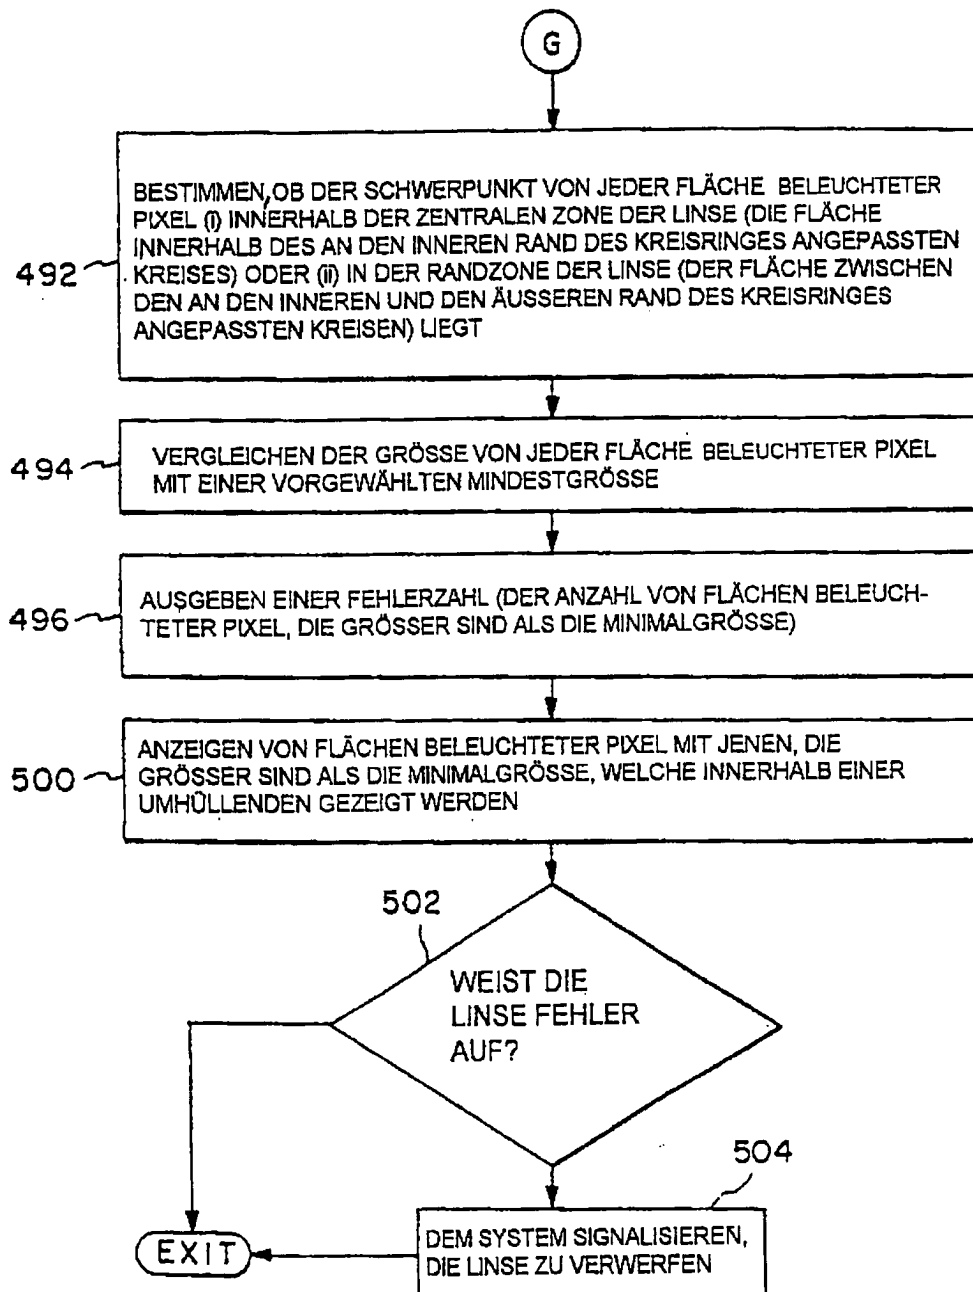 G
492
BESTIMMEN, OB DER SCHWERPUNKT VON JEDER FLÄCHE BELEUCHTETER
PIXEL (i) INNERHALB DER ZENTRALEN ZONE DER LINSE (DIE FLÄCHE
INNERHALB DES AN DEN INNEREN RAND DES KREISRINGES ANGEPASSTEN
KREISES) ODER (ii) IN DER RANDZONE DER LINSE (DER FLÄCHE ZWISCHEN
DEN AN DEN INNEREN UND DEN ÄUSSEREN RAND DES KREISRINGES
ANGEPASSTEN KREISEN) LIEGT
494
VERGLEICHEN DER GRÖSSE VON JEDER FLÄCHE BELEUCHTETER PIXEL
MIT EINER VORGEWÄHLTEN MINDESTGRÖSSE
496
AUSGEBEN EINER FEHLERZAHL (DER ANZAHL VON FLÄCHEN BELEUCH-
TETER PIXEL, DIE GRÖSSER SIND ALS DIE MINIMALGRÖSSE)
500
ANZEIGEN VON FLÄCHEN BELEUCHTETER PIXEL MIT JENEN, DIE
GRÖSSER SIND ALS DIE MINIMALGRÖSSE, WELCHE INNERHALB EINER
UMHÜLLENDEN GEZEIGT WERDEN
502
WEIST DIE
LINSE FEHLER
AUF?
504
DEM SYSTEM SIGNALISIEREN,
DIE LINSE ZU VERWERFEN
EXIT